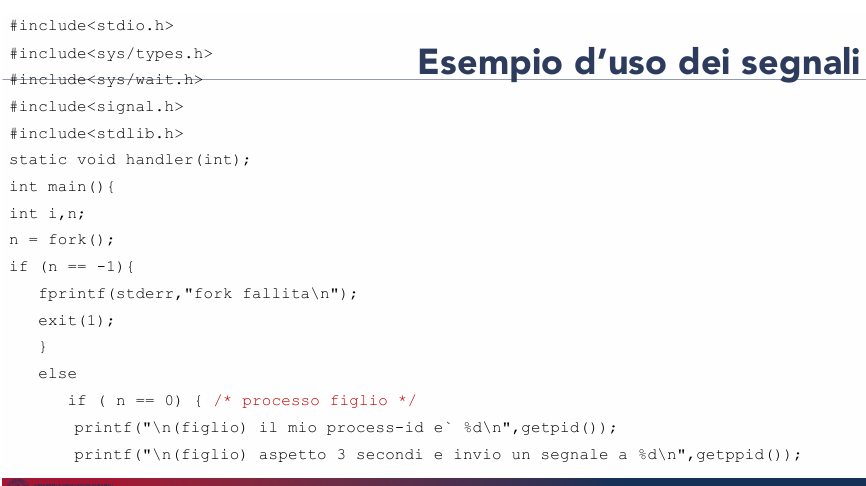 #include<stdio.h>
#include<sys/types.h>
Esempio d’uso dei segnali
#include<sys/wait.h>
#include<signal.h>
#include<stdlib.h>
static void handler(int);
int main(){
int i,n;
n = fork();
if (n == -1){
fprintf(stderr,"fork fallita\n");
exit(1);
}
else
if ( n == 0) { /* processo figlio */
printf("\n(figlio) il mio process-id e` %d\n",getpid());
printf("\n(figlio) aspetto 3 secondi e invio un segnale a %d\n",getppid());